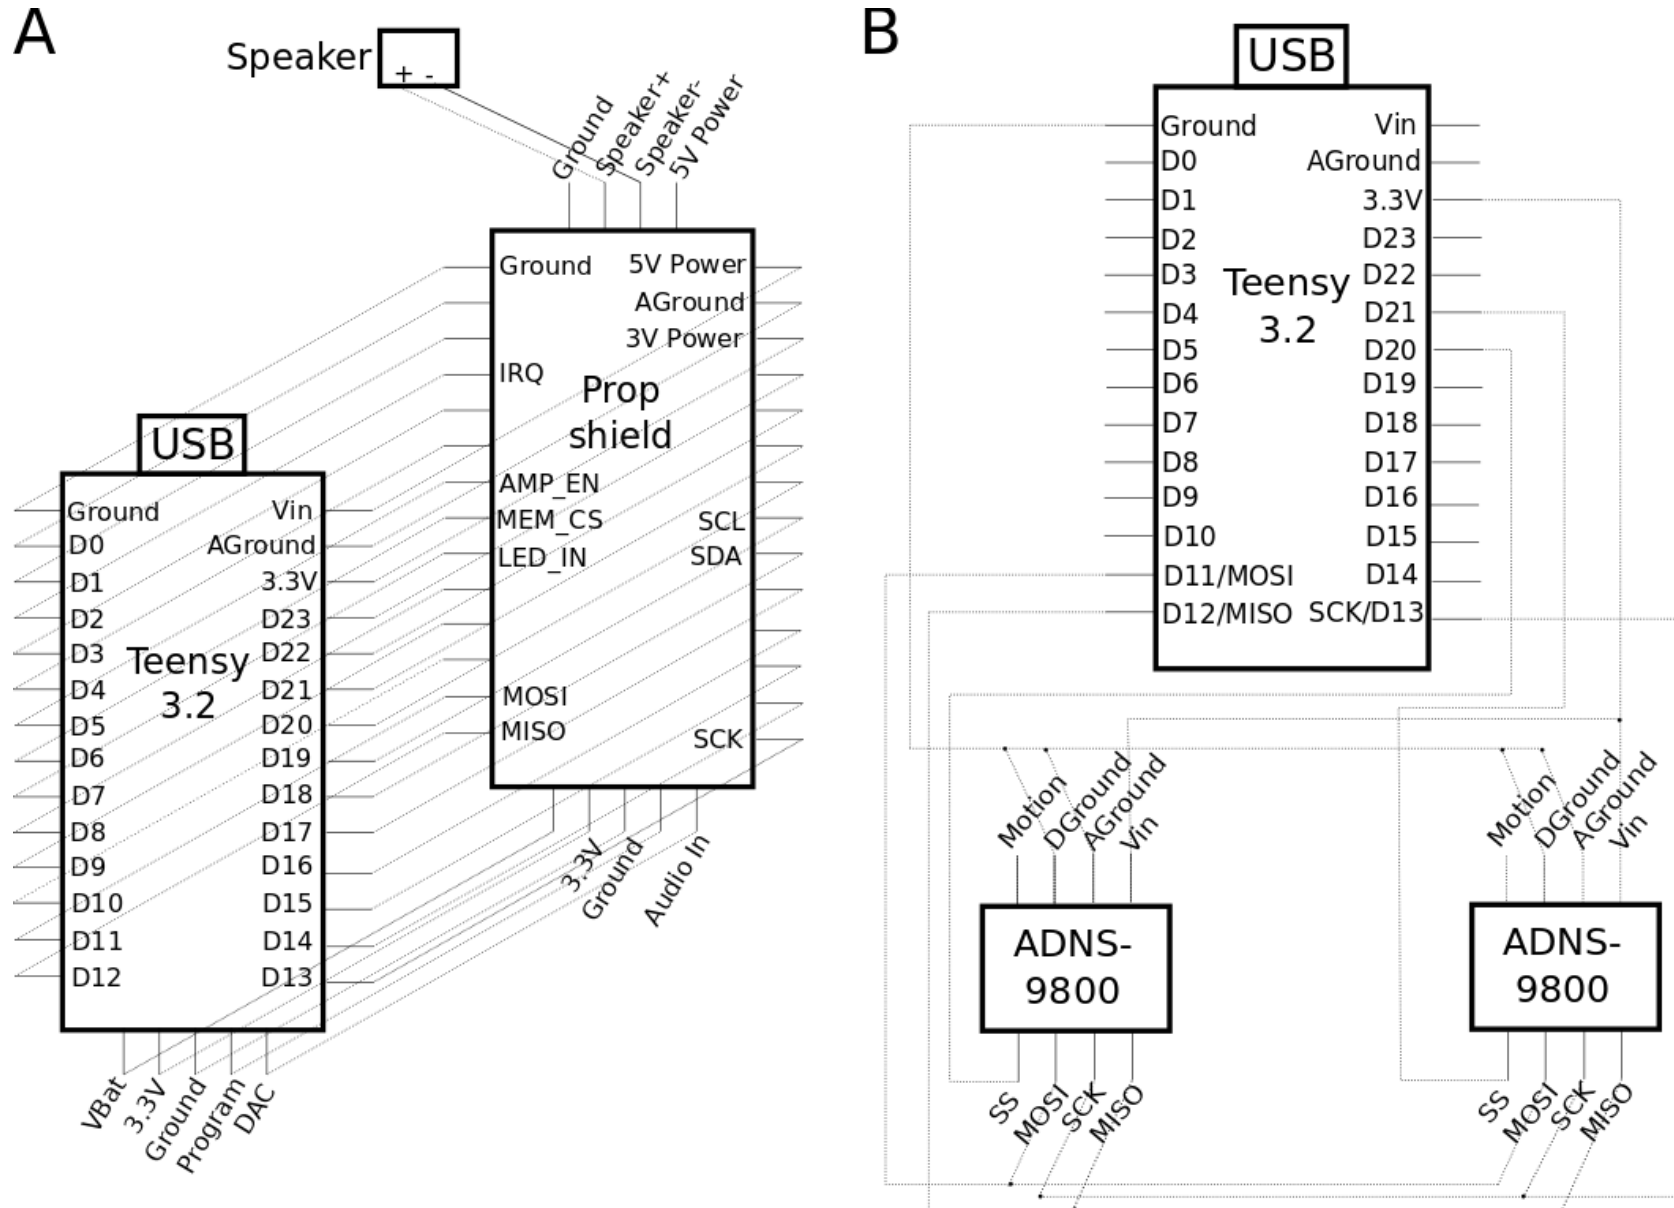 A
Speaker
+ -
Ground
Speaker+
Speaker-
5V Power
Ground
5V Power
AGround
3V Power
IRQ
Prop
shield
AMP_EN
MEM_CS
SCL
LED_IN
SDA
MOSI
MISO
SCK
3.3V
Ground
Audio In
USB
Ground
Vin
D0
AGround
D1
3.3V
D2
D23
D3
Teensy
D22
D4
3.2
D21
D5
D20
D6
D19
D7
D18
D8
D17
D9
D16
D10
D15
D11
D14
D12
D13
VBat
3.3V
Ground
Program
DAC
B
USB
Ground
Vin
D0
AGround
D1
3.3V
D2
D23
D3
Teensy
D22
D4
3.2
D21
D5
D20
D6
D19
D7
D18
D8
D17
D9
D16
D10
D15
D11/MOSI
D14
D12/MISO
SCK/D13
Motion
DGround
AGround
Vin
ADNS-
9800
SS
MOSI
SCK
MISO
Motion
DGround
AGround
Vin
ADNS-
9800
SS
MOSI
SCK
MISO